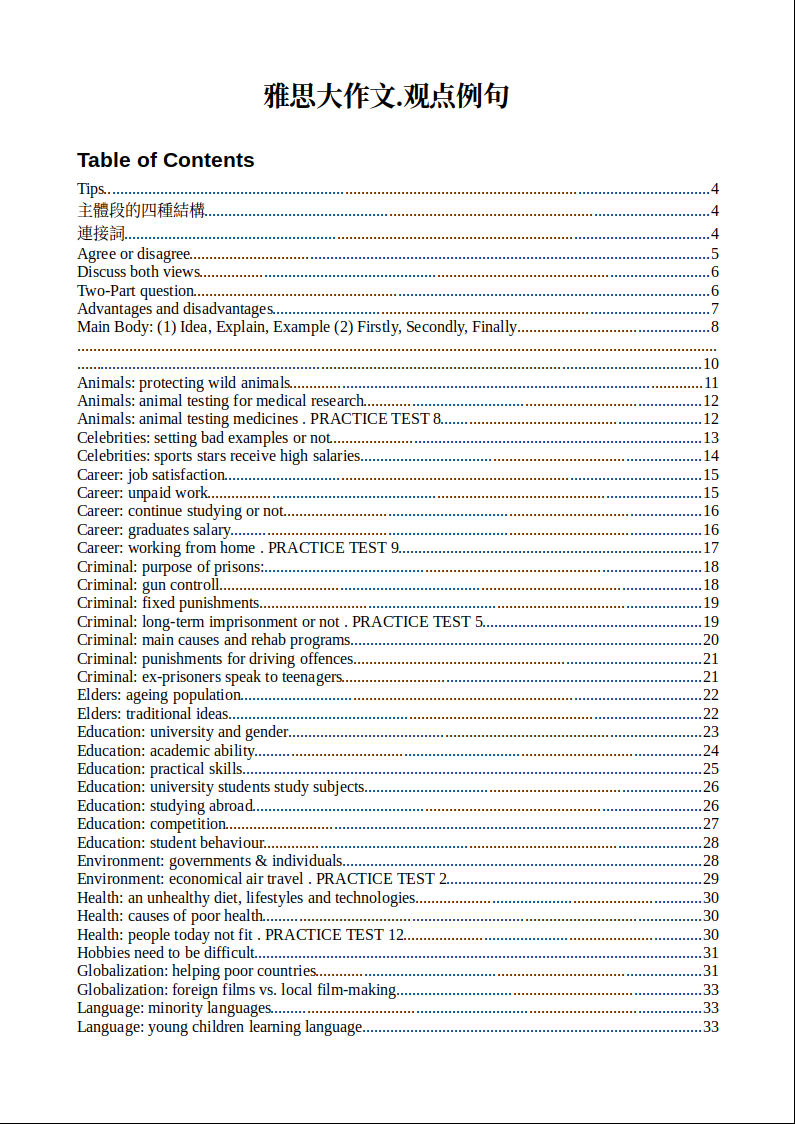 雅思大作文.观点例句
Table of Contents
Tips.....4
主體段的四種結構.....4
連接詞.....4
Agree or disagree.....5
Discuss both views.....6
Two-Part question.....6
Advantages and disadvantages.....7
Main Body: (1) Idea, Explain, Example (2) Firstly, Secondly, Finally.....8
.....
.....10
Animals: protecting wild animals.....11
Animals: animal testing for medical research.....12
Animals: animal testing medicines . PRACTICE TEST 8.....12
Celebrities: setting bad examples or not.....13
Celebrities: sports stars receive high salaries.....14
Career: job satisfaction.....15
Career: unpaid work.....15
Career: continue studying or not.....16
Career: graduates salary.....16
Career: working from home . PRACTICE TEST 9.....17
Criminal: purpose of prisons:.....18
Criminal: gun controll.....18
Criminal: fixed punishments.....19
Criminal: long-term imprisonment or not . PRACTICE TEST 5.....19
Criminal: main causes and rehab programs.....20
Criminal: punishments for driving offences.....21
Criminal: ex-prisoners speak to teenagers.....21
Elders: ageing population.....22
Elders: traditional ideas.....22
Education: university and gender.....23
Education: academic ability.....24
Education: practical skills.....25
Education: university students study subjects.....26
Education: studying abroad.....26
Education: competition.....27
Education: student behaviour.....28
Environment: governments & individuals.....28
Environment: economical air travel . PRACTICE TEST 2.....29
Health: an unhealthy diet, lifestyles and technologies.....30
Health: causes of poor health.....30
Health: people today not fit . PRACTICE TEST 12.....30
Hobbies need to be difficult.....31
Globalization: helping poor countries.....31
Globalization: foreign films vs. local film-making.....33
Language: minority languages.....33
Language: young children learning language.....33